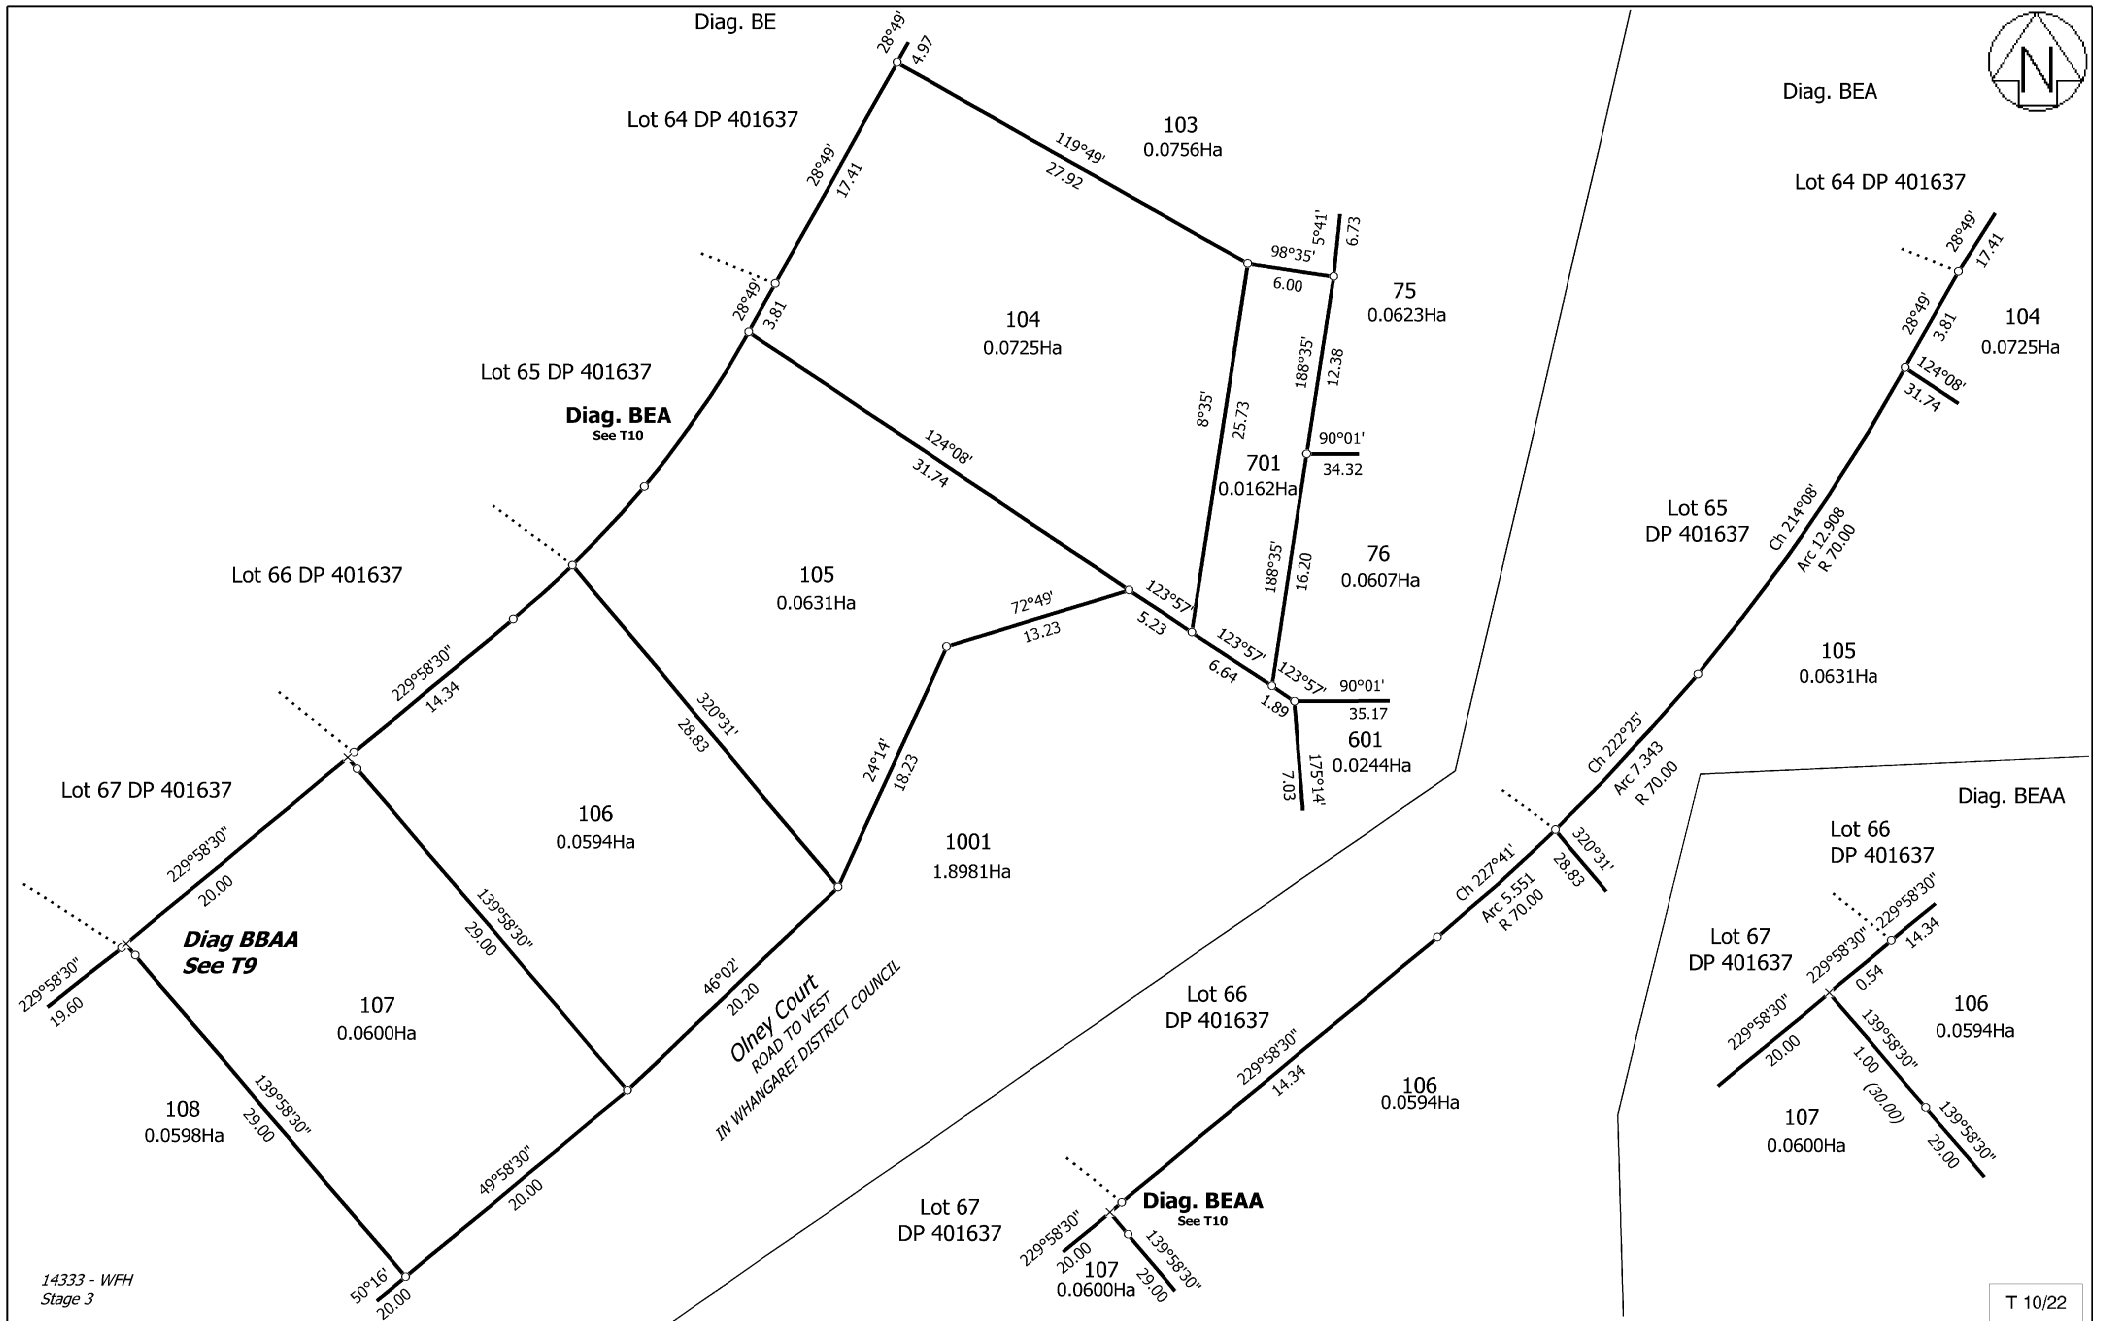 Diag. BE
28°49'
4.97
Lot 64 DP 401637
28°49'
17.41
119°49'
27.92
103
0.0756Ha
28°49'
3.81
98°35'
6.00
5°41'
6.73
75
0.0623Ha
104
0.0725Ha
188°35'
12.38
8°35'
25.73
90°01'
34.32
701
0.0162Ha
Lot 65 DP 401637
Diag. BEA
See T10
124°08'
31.74
188°35'
16.20
76
0.0607Ha
Lot 66 DP 401637
105
0.0631Ha
72°49'
13.23
123°57'
5.23
123°57'
6.64
123°57'
1.89
90°01'
35.17
601
0.0244Ha
175°14'
7.03
229°58'30"
14.34
320°31'
28.83
24°14'
18.23
Lot 67 DP 401637
106
0.0594Ha
1001
1.8981Ha
229°58'30"
20.00
139°58'30"
29.00
Diag BBAA
See T9
229°58'30"
19.60
107
0.0600Ha
46°02'
20.20
Olney Court
ROAD TO VEST
IN WHANGAREI DISTRICT COUNCIL
108
0.0598Ha
139°58'30"
29.00
49°58'30"
20.00
50°16'
20.00
14333 - WFH
Stage 3
N
Diag. BEA
Lot 64 DP 401637
28°49'
17.41
28°49'
3.81
104
0.0725Ha
124°08'
31.74
Lot 65
DP 401637
Ch 214°08'
Arc 12.908
R 70.00
105
0.0631Ha
Ch 222°25'
Arc 7.343
R 70.00
320°31'
28.83
Ch 227°41'
Arc 5.551
R 70.00
Lot 66
DP 401637
229°58'30"
14.34
106
0.0594Ha
Lot 67
DP 401637
Diag. BEAA
See T10
229°58'30"
20.00
139°58'30"
29.00
107
0.0600Ha
Diag. BEAA
Lot 66
DP 401637
229°58'30"
14.34
Lot 67
DP 401637
229°58'30"
0.54
229°58'30"
20.00
106
0.0594Ha
139°58'30"
1.00
(30.00)
139°58'30"
29.00
107
0.0600Ha
T 10/22